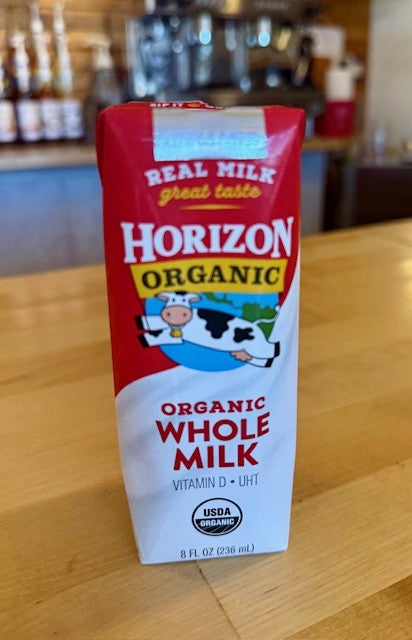 REAL MILK
great taste
HORIZON
ORGANIC
ORGANIC
WHOLE
MILK
VITAMIN D • UHT
USDA
ORGANIC
8 FL OZ (236 mL)